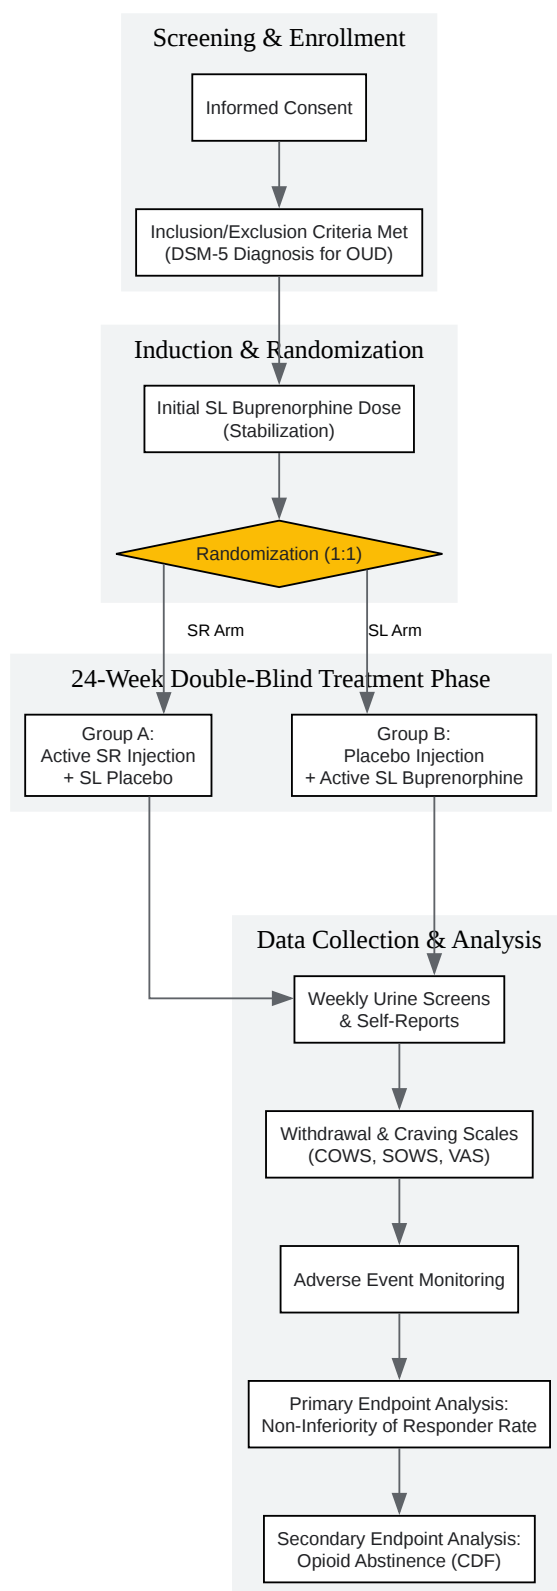 Screening & Enrollment
Informed Consent
Inclusion/Exclusion Criteria Met
(DSM-5 Diagnosis for OUD)
Induction & Randomization
Initial SL Buprenorphine Dose
(Stabilization)
Randomization (1:1)
SR Arm
SL Arm
24-Week Double-Blind Treatment Phase
Group A:
Active SR Injection
+ SL Placebo
Group B:
Placebo Injection
+ Active SL Buprenorphine
Data Collection & Analysis
Weekly Urine Screens
& Self-Reports
Withdrawal & Craving Scales
(COWS, SOWS, VAS)
Adverse Event Monitoring
Primary Endpoint Analysis:
Non-Inferiority of Responder Rate
Secondary Endpoint Analysis:
Opioid Abstinence (CDF)